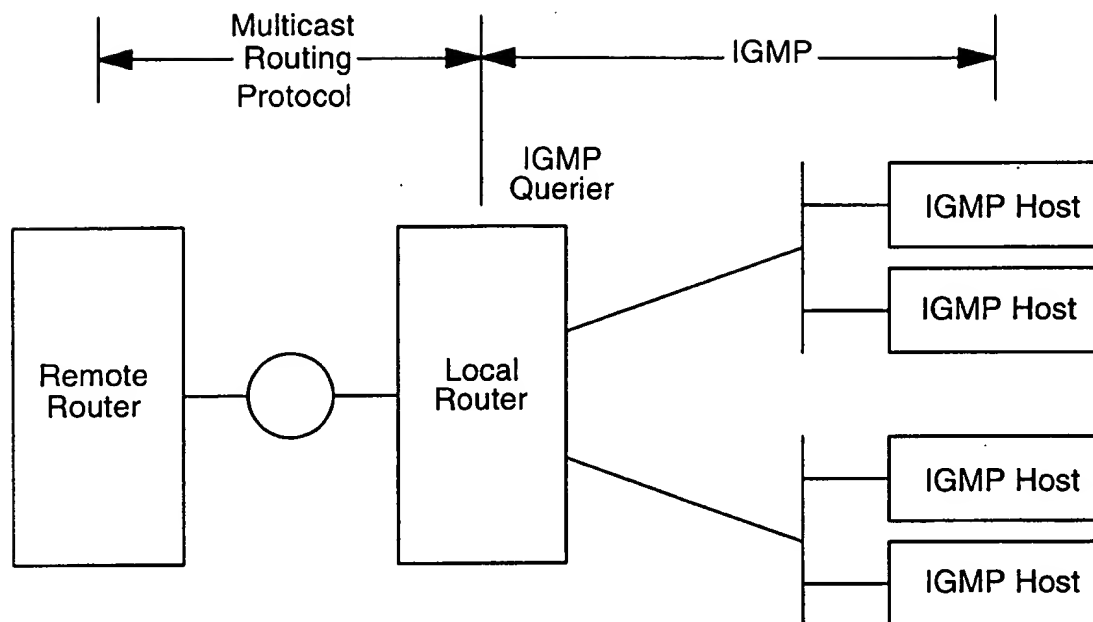 Multicast
Routing
Protocol
IGMP
IGMP
Querier
IGMP Host
IGMP Host
Remote
Router
Local
Router
IGMP Host
IGMP Host